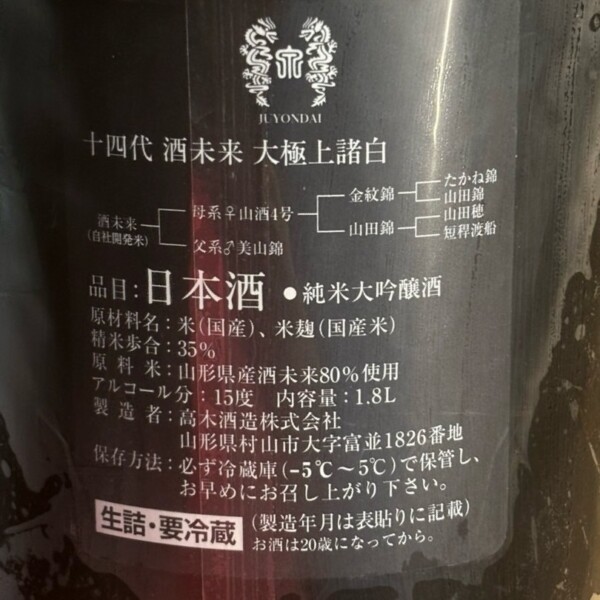 JUYONDAI
十四代 酒未来 大極上諸白
酒未来
(自社開発米)
母系♀山酒4号
父系♂美山錦
金紋錦
山田錦
たかね錦
山田錦
山田穂
短稈渡船
品目:日本酒 ●純米大吟醸酒
原材料名:米(国産)、米麹(国産米)
精米歩合:35%
原料米:山形県産酒未来80%使用
アルコール分:15度 内容量:1.8L
製造者:高木酒造株式会社
山形県村山市大字富並1826番地
保存方法:必ず冷蔵庫(-5℃~5℃)で保管し、
お早めにお召し上がり下さい。
生詰・要冷蔵
(製造年月は表貼りに記載)
お酒は20歳になってから。